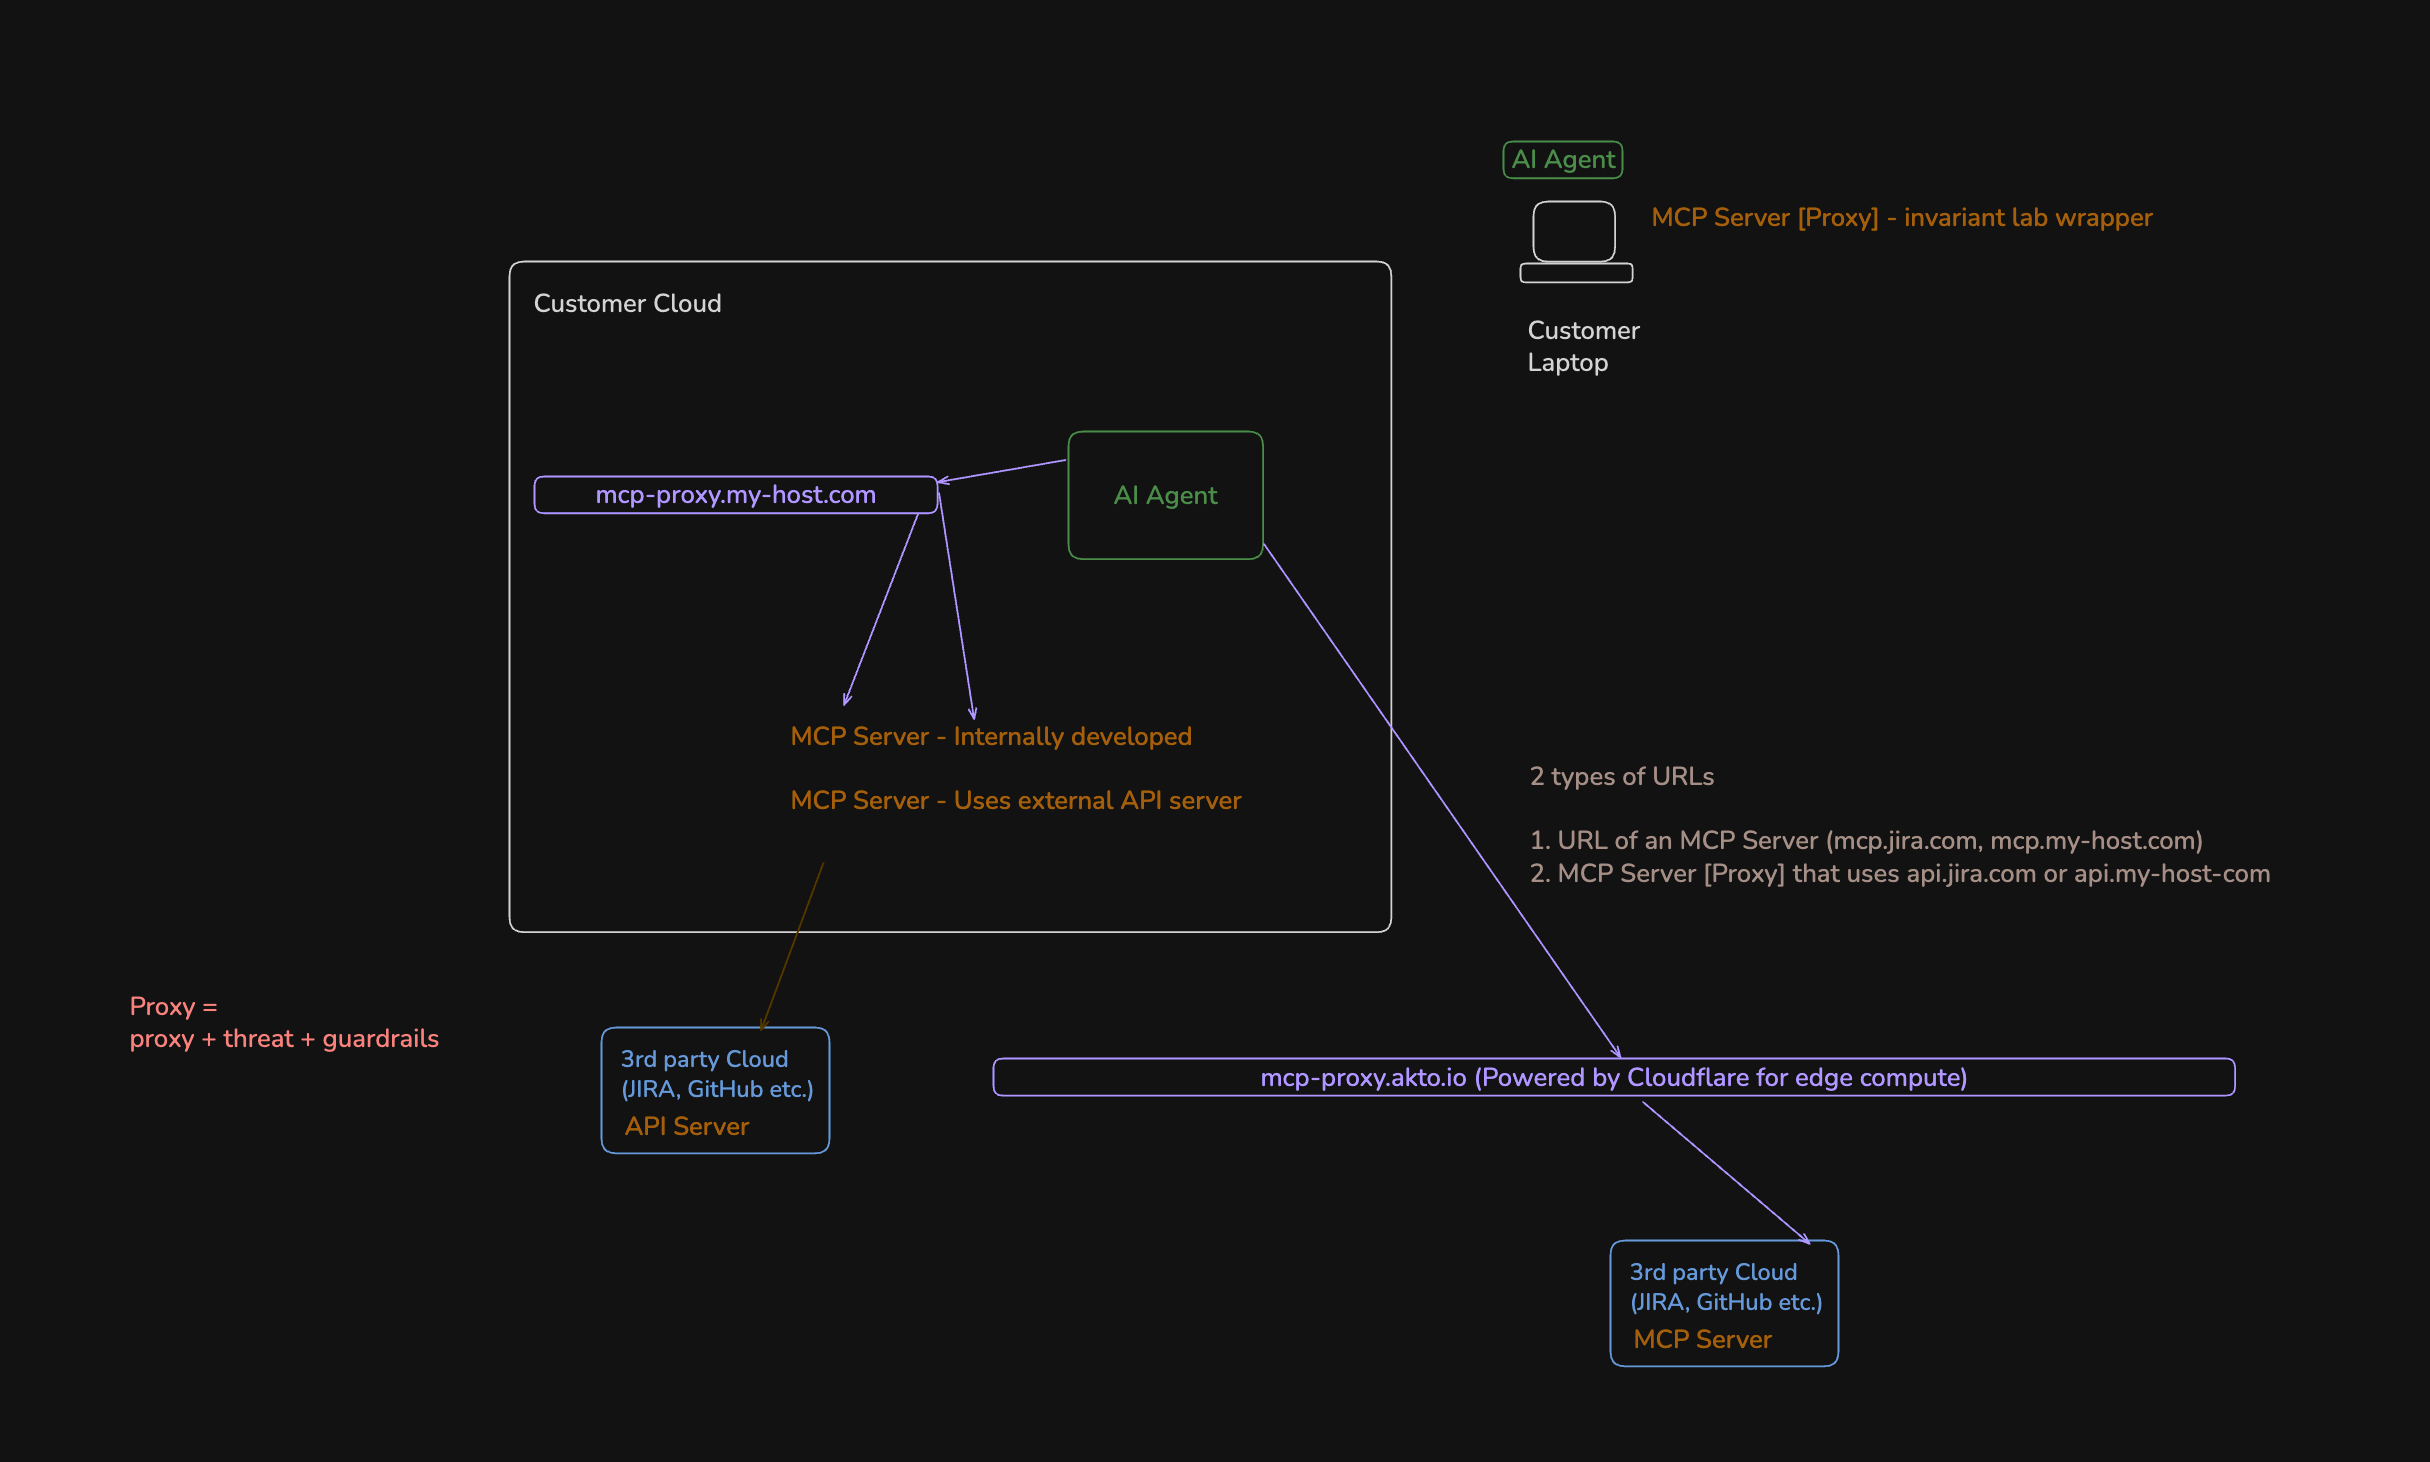 AI Agent
MCP Server [Proxy] - invariant lab wrapper
Customer
Laptop
Customer Cloud
mcp-proxy.my-host.com
AI Agent
MCP Server - Internally developed
MCP Server - Uses external API server
2 types of URLs
1. URL of an MCP Server (mcp.jira.com, mcp.my-host.com)
2. MCP Server [Proxy] that uses api.jira.com or api.my-host-com
Proxy =
proxy + threat + guardrails
3rd party Cloud
(JIRA, GitHub etc.)
API Server
mcp-proxy.akto.io (Powered by Cloudflare for edge compute)
3rd party Cloud
(JIRA, GitHub etc.)
MCP Server